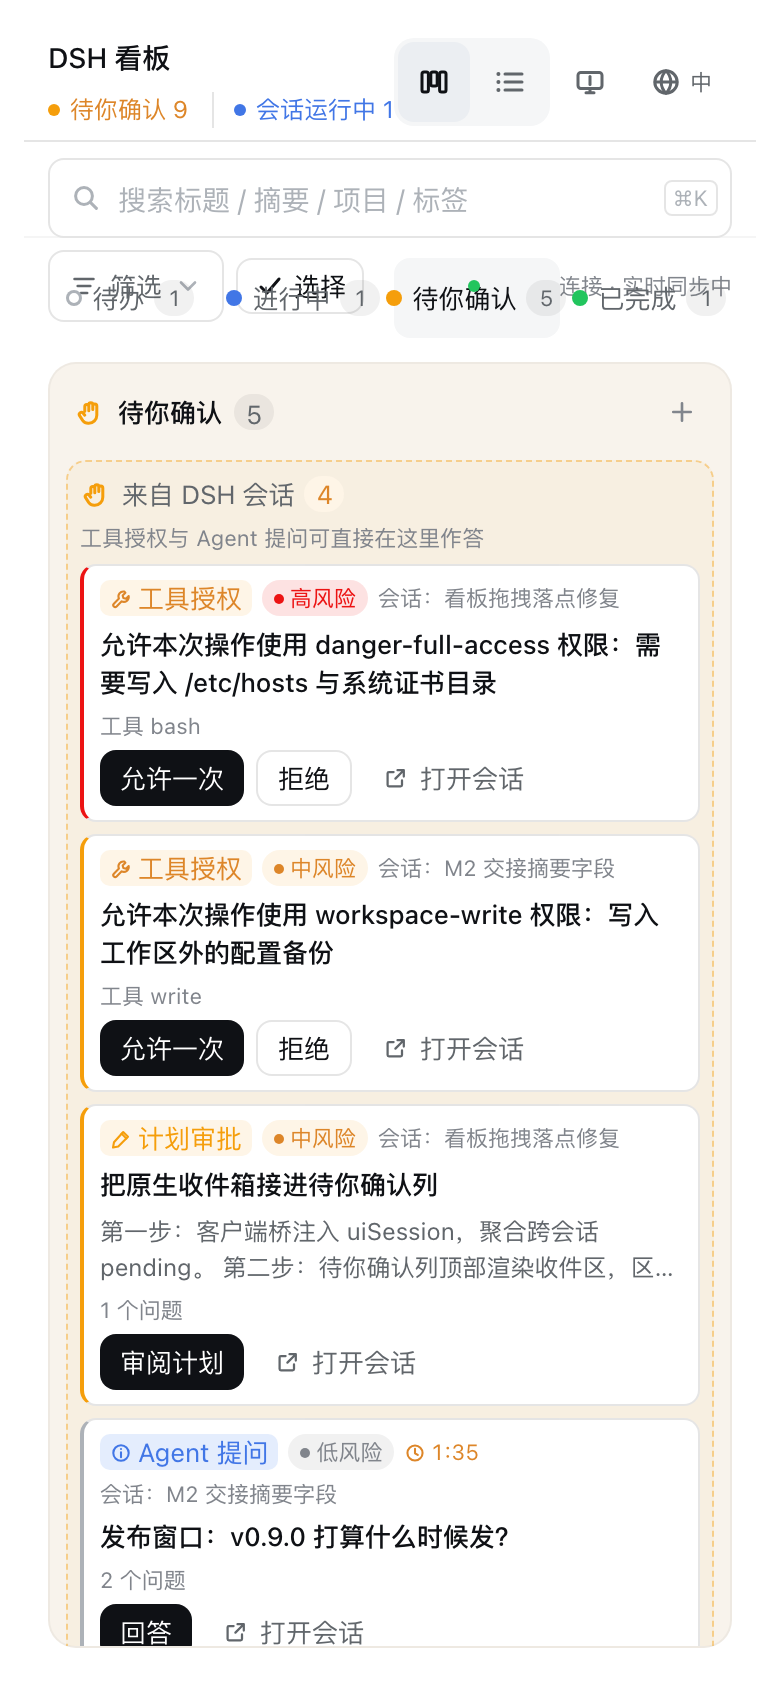 DSH 看板
待你确认 9
会话运行中 1
中
搜索标题 / 摘要 / 项目 / 标签
⌘K
筛选
选择
连接 实时同步中
待办 1
进行中 1
待你确认 5
已完成 1
待你确认 5
来自 DSH 会话 4
工具授权与 Agent 提问可直接在这里作答
工具授权 高风险 会话：看板拖拽落点修复
允许本次操作使用 danger-full-access 权限：需
要写入 /etc/hosts 与系统证书目录
工具 bash
允许一次 拒绝 打开会话
工具授权 中风险 会话：M2 交接摘要字段
允许本次操作使用 workspace-write 权限：写入
工作区外的配置备份
工具 write
允许一次 拒绝 打开会话
计划审批 中风险 会话：看板拖拽落点修复
把原生收件箱接进待你确认列
第一步：客户端桥注入 uiSession，聚合跨会话
pending。 第二步：待你确认列顶部渲染收件区，区...
1 个问题
审阅计划 打开会话
Agent 提问 低风险 1:35
会话：M2 交接摘要字段
发布窗口：v0.9.0 打算什么时候发?
2 个问题
回答 打开会话